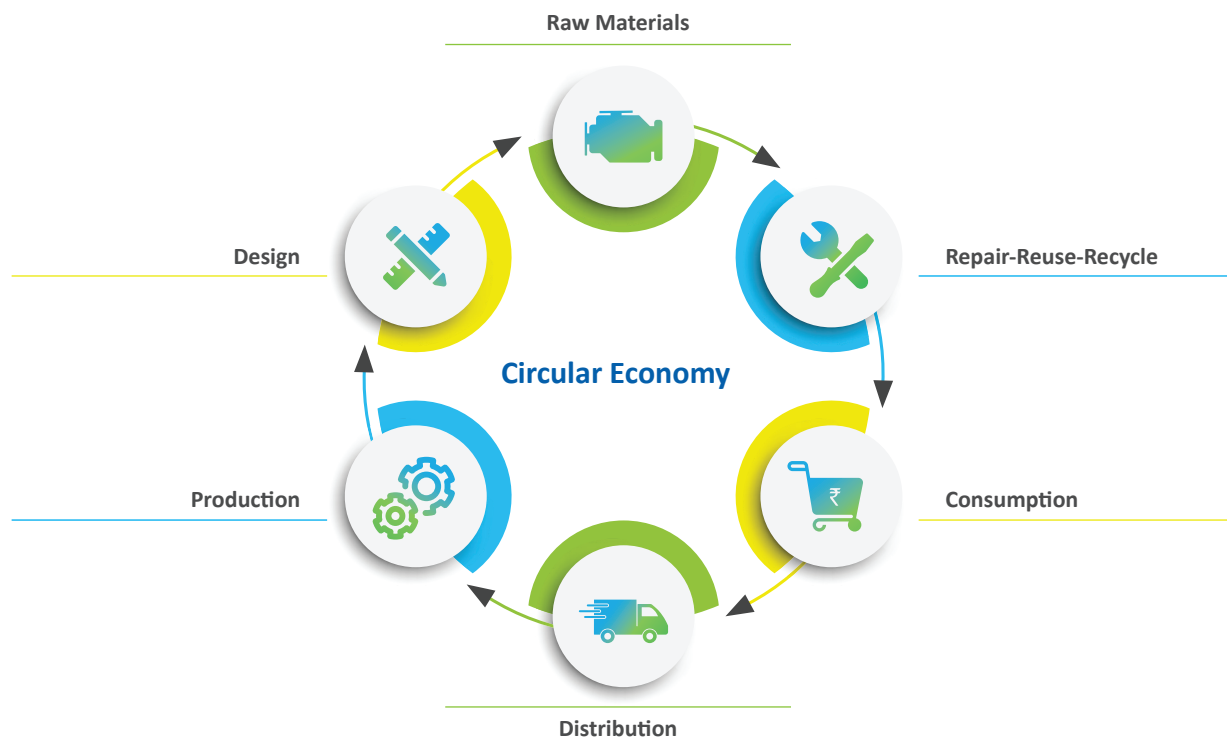 Raw Materials
Design
Repair-Reuse-Recycle
Circular Economy
Production
₹
Consumption
Distribution